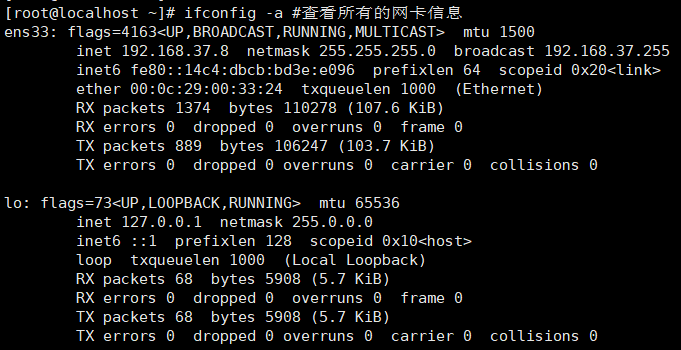 [root@localhost ~]# ifconfig -a #查看所有的网卡信息
ens33: flags=4163<UP,BROADCAST,RUNNING,MULTICAST>  mtu 1500
        inet 192.168.37.8  netmask 255.255.255.0  broadcast 192.168.37.255
        inet6 fe80::14c4:dbcb:bd3e:e096  prefixlen 64  scopeid 0x20<link>
        ether 00:0c:29:00:33:24  txqueuelen 1000  (Ethernet)
        RX packets 1374  bytes 110278 (107.6 KiB)
        RX errors 0  dropped 0  overruns 0  frame 0
        TX packets 889  bytes 106247 (103.7 KiB)
        TX errors 0  dropped 0 overruns 0  carrier 0  collisions 0

lo: flags=73<UP,LOOPBACK,RUNNING>  mtu 65536
        inet 127.0.0.1  netmask 255.0.0.0
        inet6 ::1  prefixlen 128  scopeid 0x10<host>
        loop  txqueuelen 1000  (Local Loopback)
        RX packets 68  bytes 5908 (5.7 KiB)
        RX errors 0  dropped 0  overruns 0  frame 0
        TX packets 68  bytes 5908 (5.7 KiB)
        TX errors 0  dropped 0 overruns 0  carrier 0  collisions 0